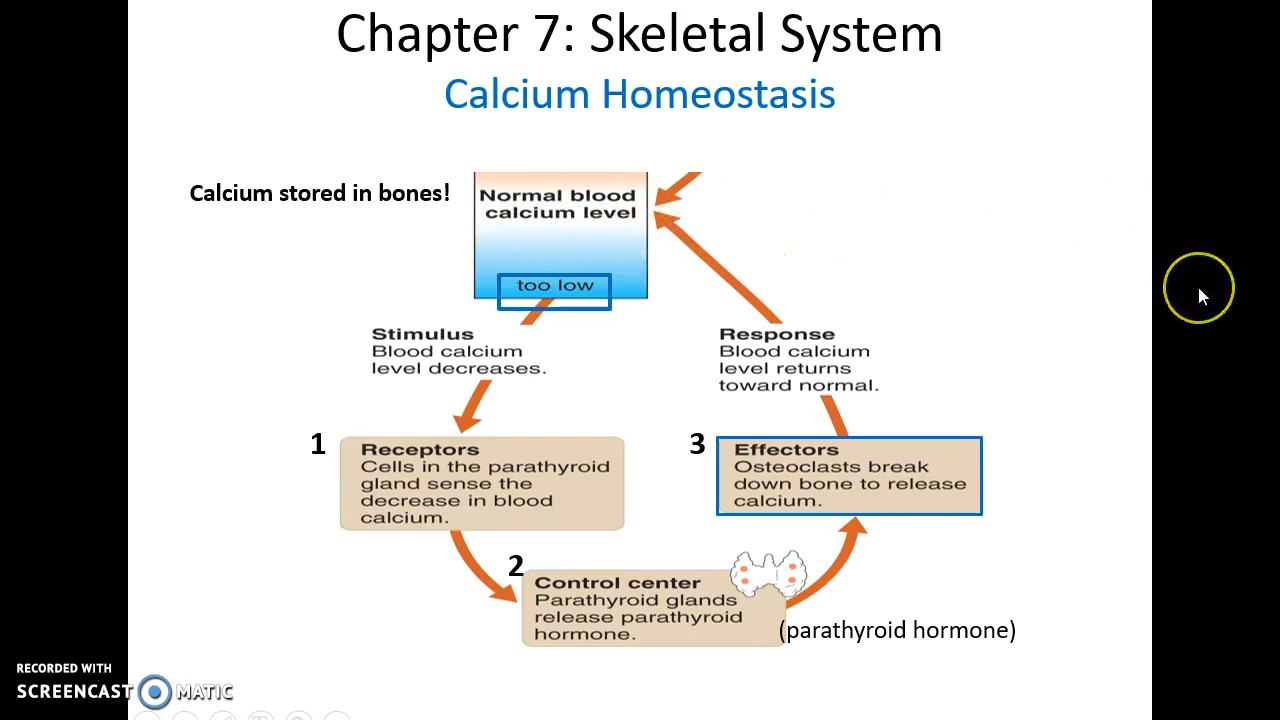 Chapter 7: Skeletal System
Calcium Homeostasis
Calcium stored in bones!
Normal blood
calcium level
too low
Stimulus
Blood calcium
level decreases.
Response
Blood calcium
level returns
toward normal.
1
Receptors
Cells in the parathyroid
gland sense the
decrease in blood
calcium.
3
Effectors
Osteoclasts break
down bone to release
calcium.
2
Control center
Parathyroid glands
release parathyroid
hormone.
(parathyroid hormone)
RECORDED WITH
SCREENCAST MATIC